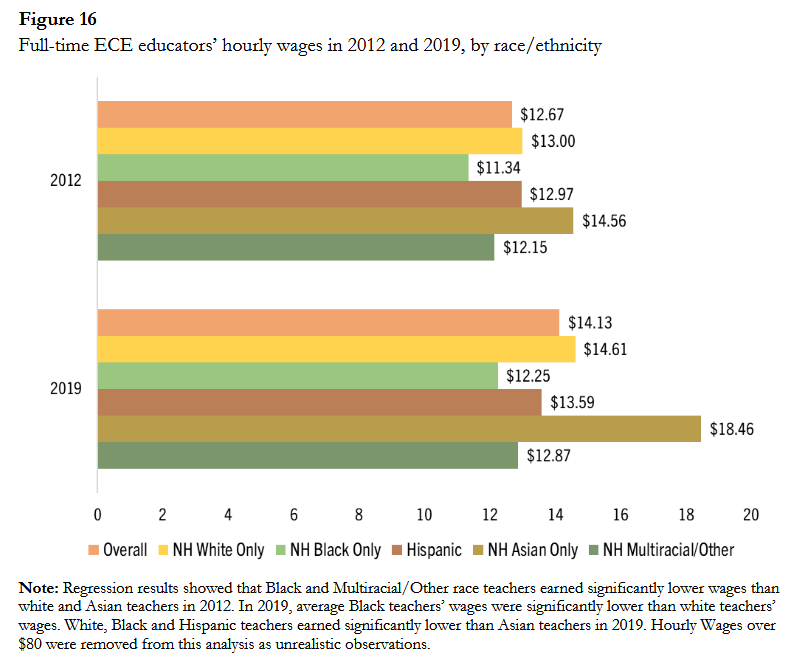 Figure 16
Full-time ECE educators’ hourly wages in 2012 and 2019, by race/ethnicity
2012
$12.67
$13.00
$11.34
$12.97
$14.56
$12.15
2019
$14.13
$14.61
$12.25
$13.59
$18.46
$12.87
0 2 4 6 8 10 12 14 16 18 20
Overall NH White Only NH Black Only Hispanic NH Asian Only NH Multiracial/Other
Note: Regression results showed that Black and Multiracial/Other race teachers earned significantly lower wages than
white and Asian teachers in 2012. In 2019, average Black teachers’ wages were significantly lower than white teachers’
wages. White, Black and Hispanic teachers earned significantly lower than Asian teachers in 2019. Hourly Wages over
$80 were removed from this analysis as unrealistic observations.